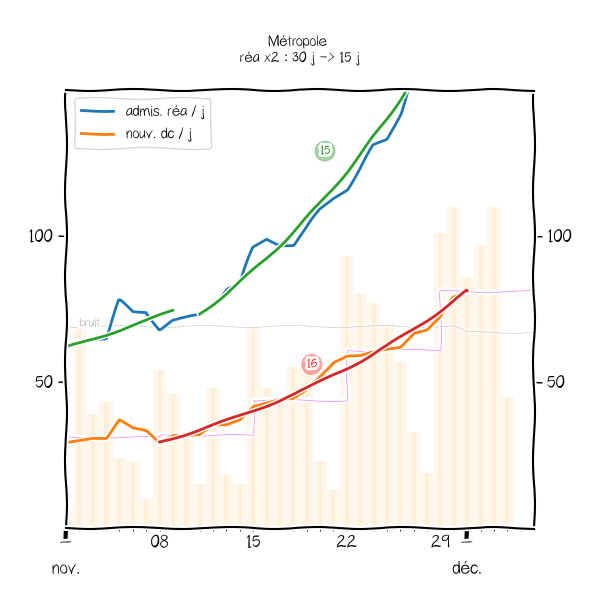 Métropole
réa x2 : 30 j -> 15 j
admis. réa / j
nouv. dc / j
15
100
100
bruit
16
50
50
08
15
22
29
nov.
déc.